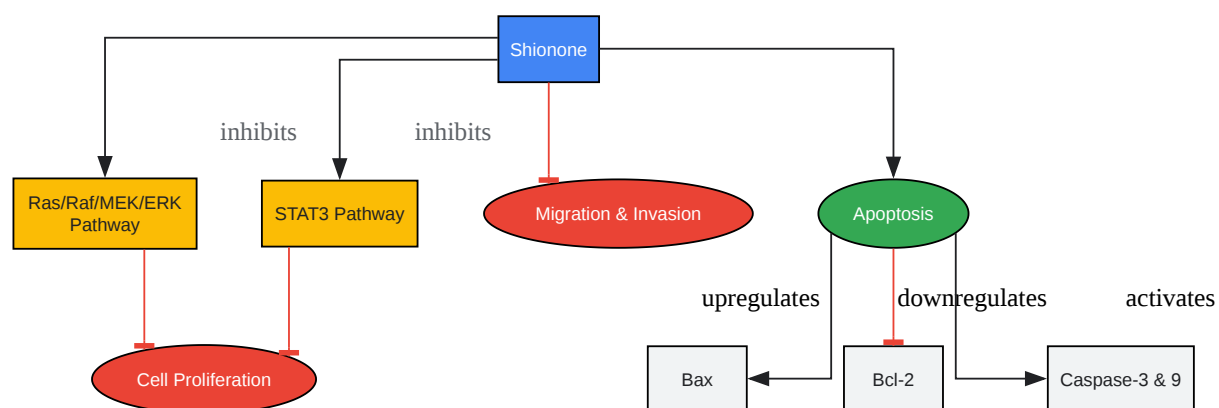 Shionone
inhibits
inhibits
Ras/Raf/MEK/ERK
Pathway
STAT3 Pathway
Migration & Invasion
Apoptosis
upregulates
downregulates
activates
Cell Proliferation
Bax
Bcl-2
Caspase-3 & 9